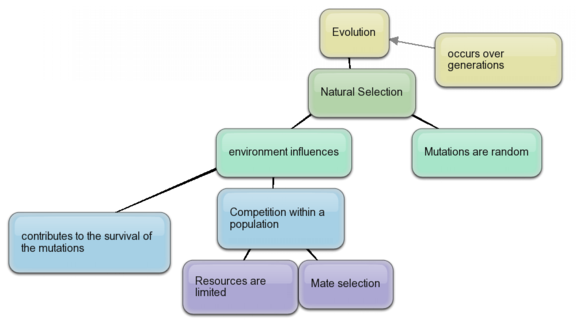 Evolution
occurs over
generations
Natural Selection
environment influences
Mutations are random
contributes to the survival of
the mutations
Competition within a
population
Resources are
limited
Mate selection